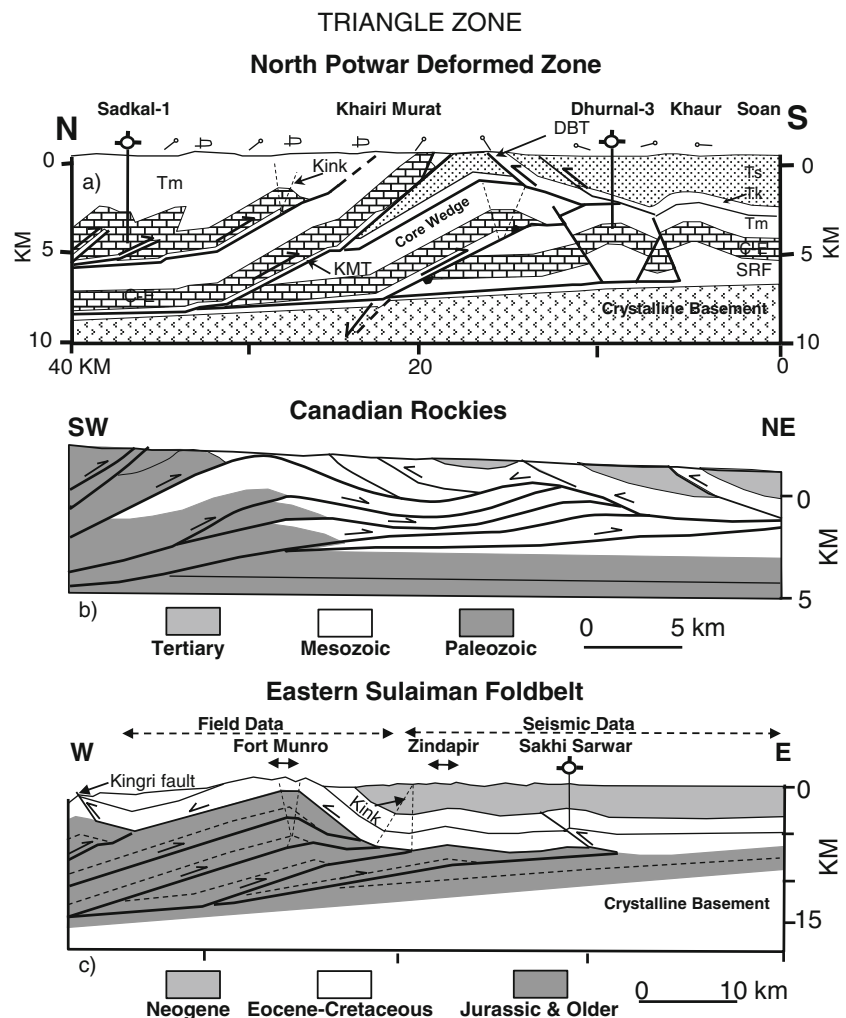 TRIANGLE ZONE
North Potwar Deformed Zone
Sadkal-1 Khairi Murat Dhurnal-3 Khaur Soan
N DBT S
0 Kink 0
a) Tm Ts
Tk
Core Wedge Tm
KM 5 KMT C-E 5 KM
C-E SRF
Crystalline Basement
10 10
40 KM 20 0
Canadian Rockies
SW NE
0
KM
5
b)
Tertiary Mesozoic Paleozoic 0 5 km
Eastern Sulaiman Foldbelt
Field Data Seismic Data
W Fort Munro Zindapir Sakhi Sarwar E
Kingri fault 0
Kink
KM
Crystalline Basement
15
c)
Neogene Eocene-Cretaceous Jurassic & Older 0 10 km